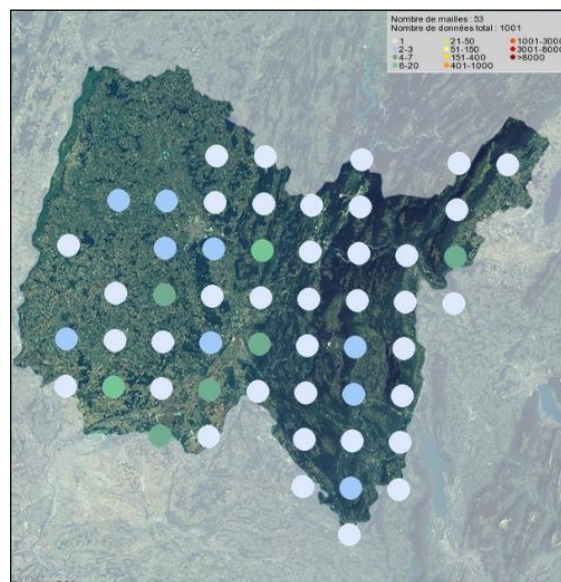 Nombre de mailles : 53
Nombre de données total : 1001
1 21-50 1001-3000
2-3 51-150 3001-8000
4-7 151-400 >8000
8-20 401-1000